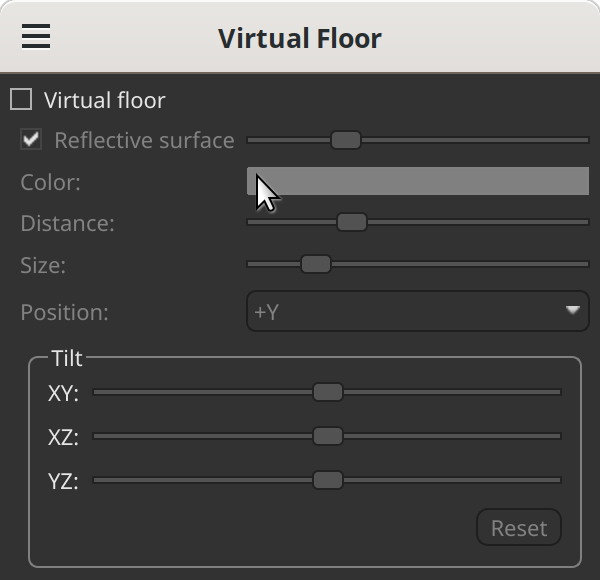 Virtual Floor
Virtual floor
Reflective surface
Color:
Distance:
Size:
Position:
+Y
Tilt
XY:
XZ:
YZ:
Reset